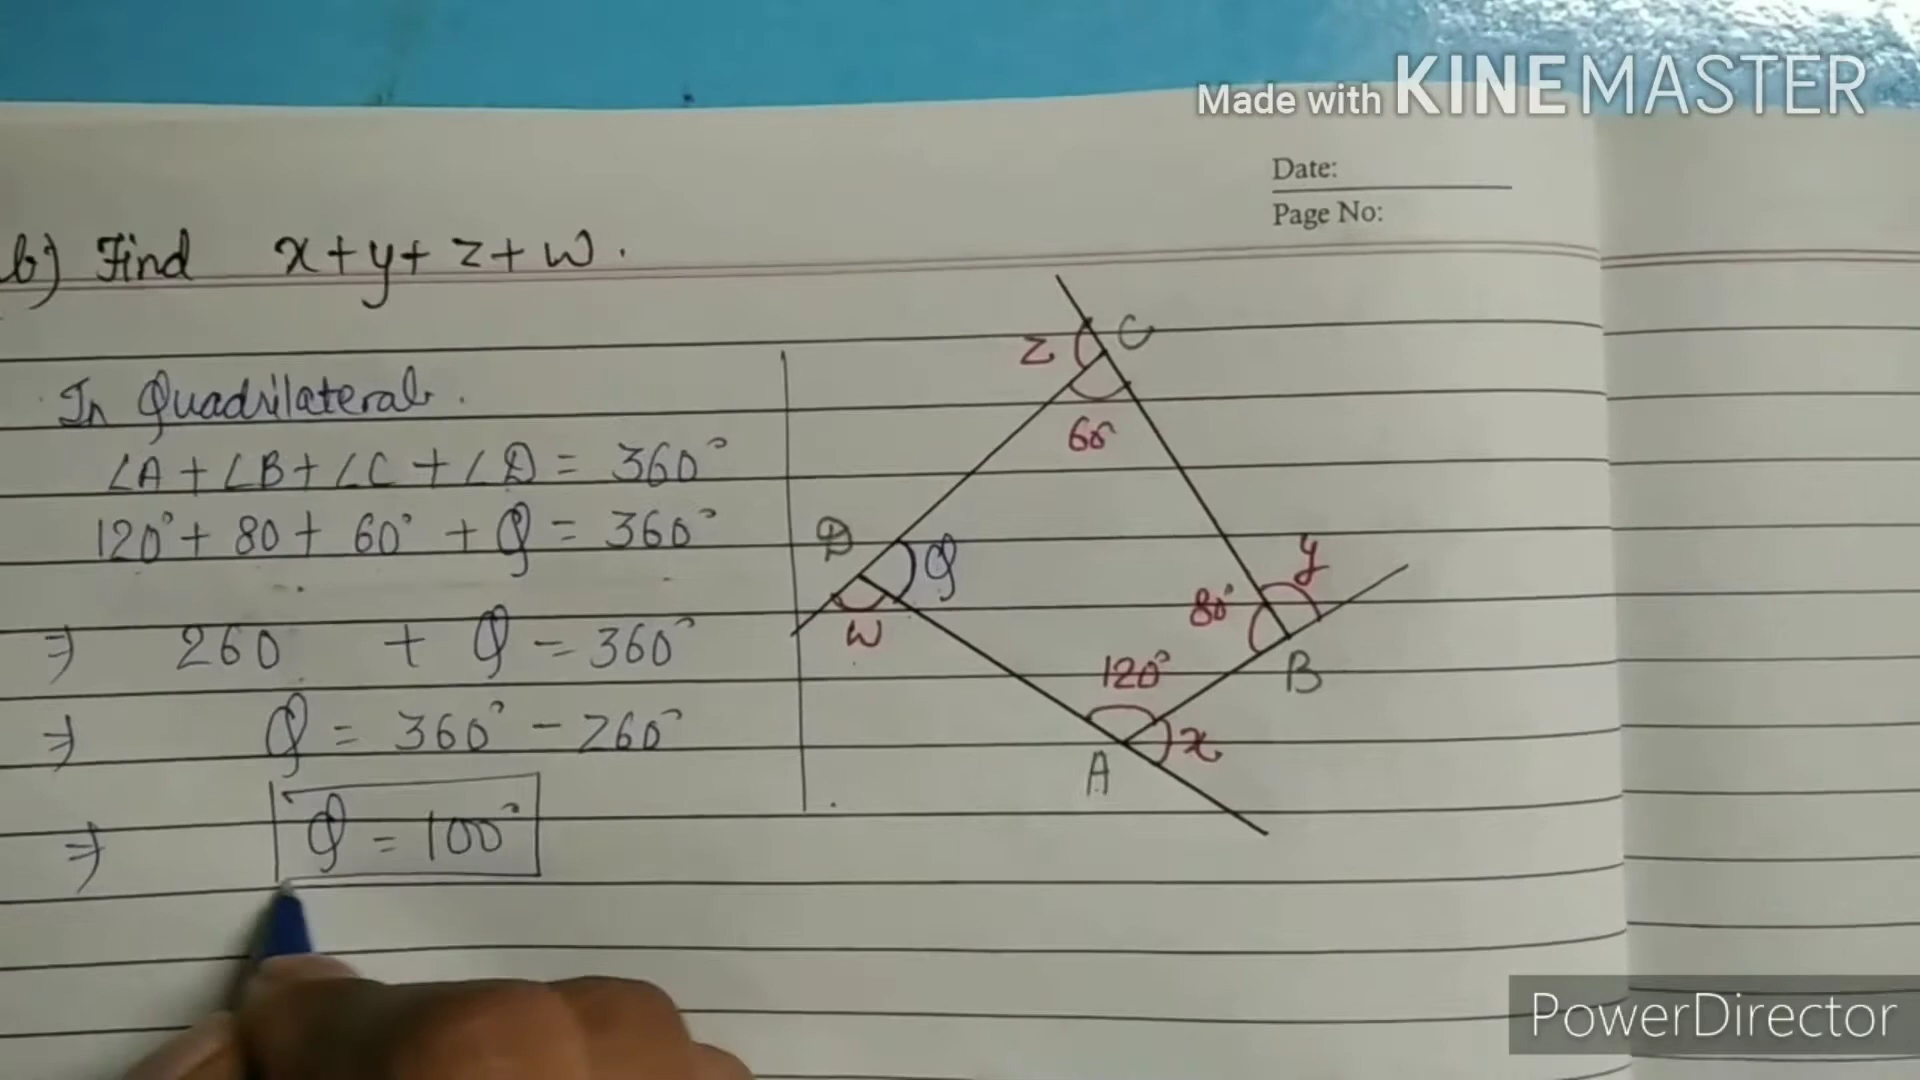 Made with KINEMASTER
Date:
Page No:
b) Find x+y+z+w.
In Quadrilateral.
∠A+∠B+∠C+∠D = 360°
120°+ 80+ 60° + Q = 360°
⇒ 260 + Q = 360°
⇒ Q = 360° - 260°
⇒ Q = 100°
z C
60°
D Q
w
80° y
B
120°
A x
PowerDirector